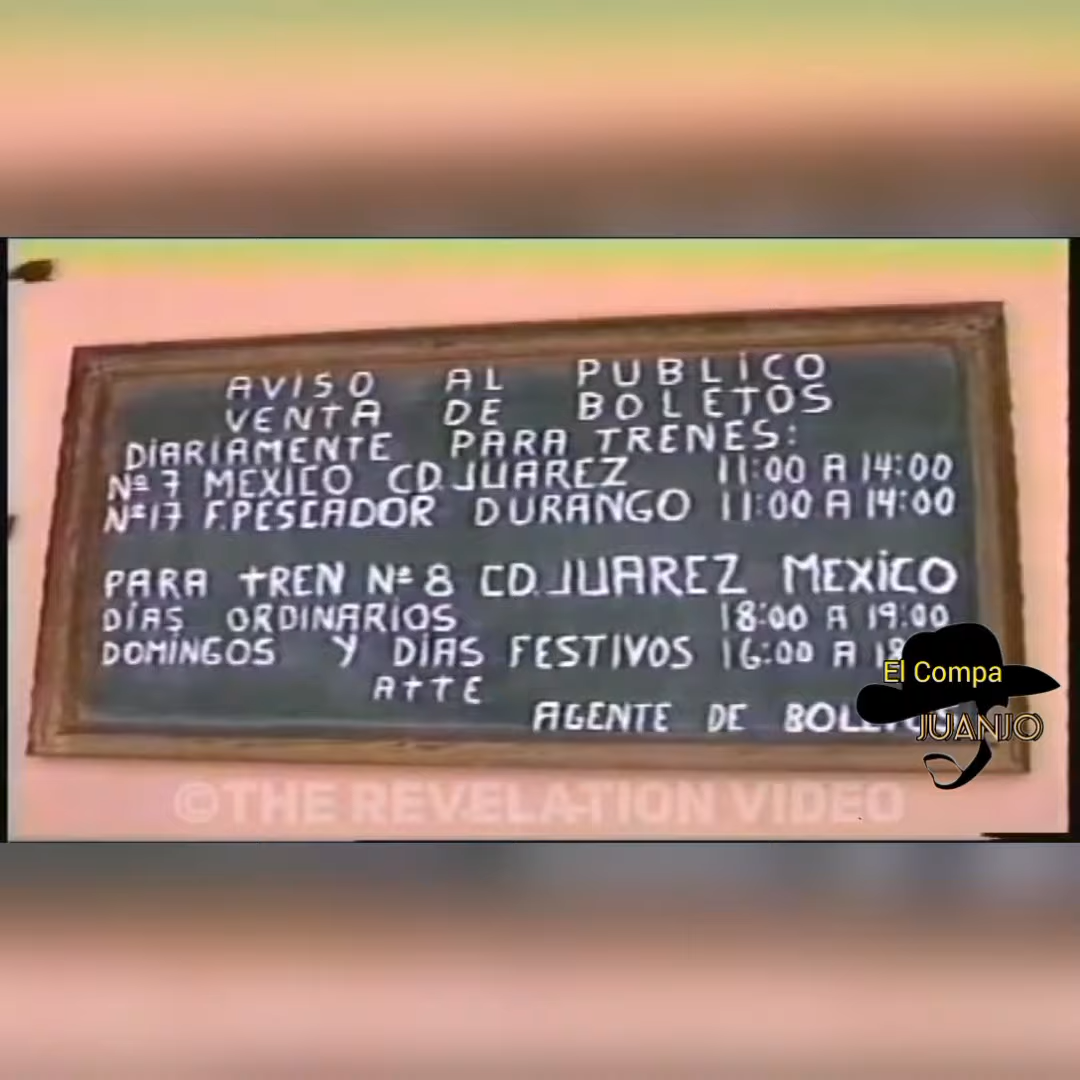 AVISO AL PUBLICO
VENTA DE BOLETOS
DIARIAMENTE PARA TRENES:
Nº 7 MEXICO CD. JUAREZ 11:00 A 14:00
Nº 17 F. PESCADOR DURANGO 11:00 A 14:00
PARA TREN Nº 8 CD. JUAREZ MEXICO
DÍAS ORDINARIOS 18:00 A 19:00
DOMINGOS Y DÍAS FESTIVOS 16:00 A
ATTE
AGENTE DE
El Compa
JUANJO
©THE REVELATION VIDEO